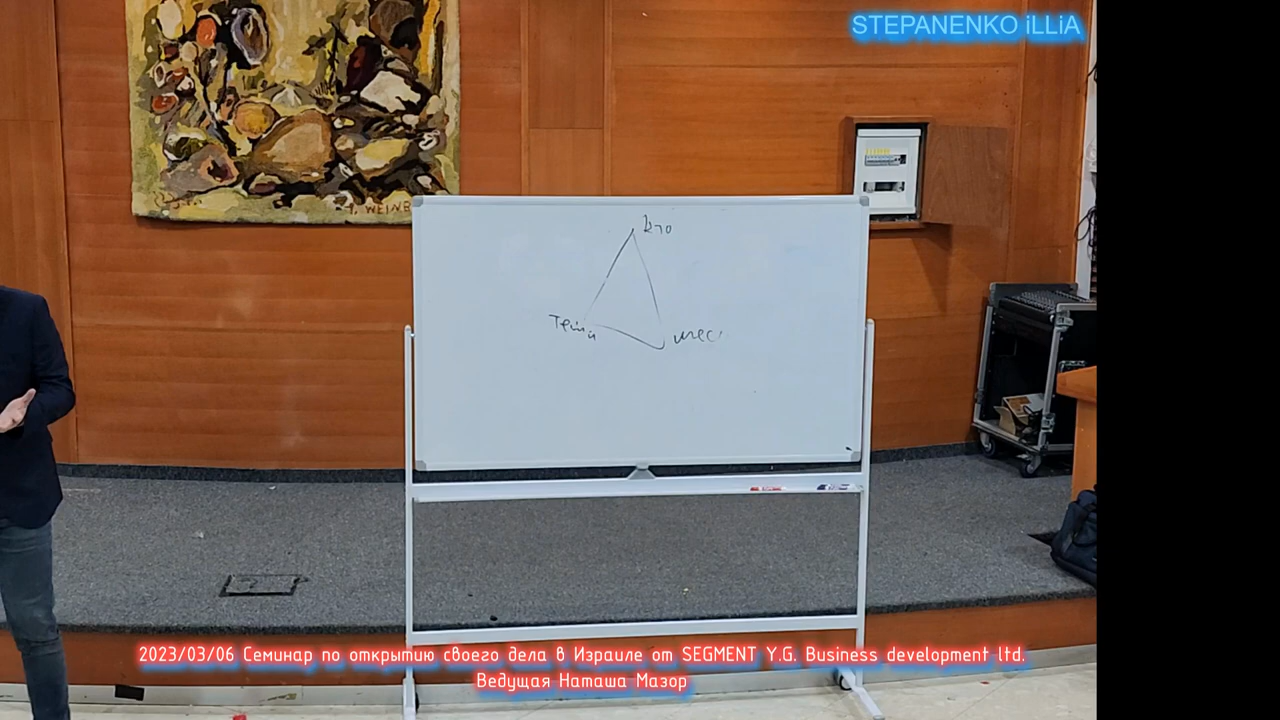 STEPANENKO iLLiA
Кто
2023/03/06 Семинар по открытию своего дела в Израиле от SEGMENT Y.G. Business development ltd.
Ведущая Наташа Мазор